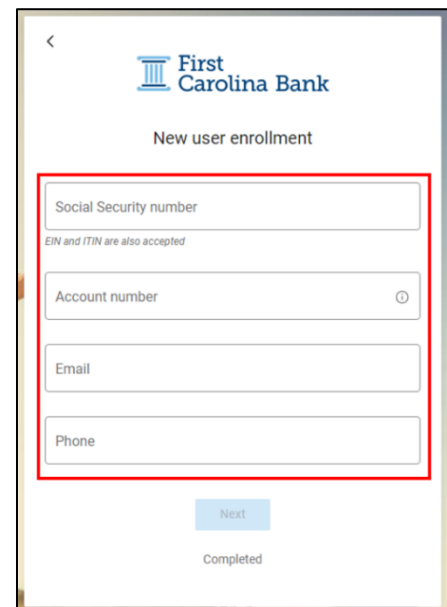 First
Carolina Bank
New user enrollment
Social Security number
EIN and ITIN are also accepted
Account number
Email
Phone
Next
Completed